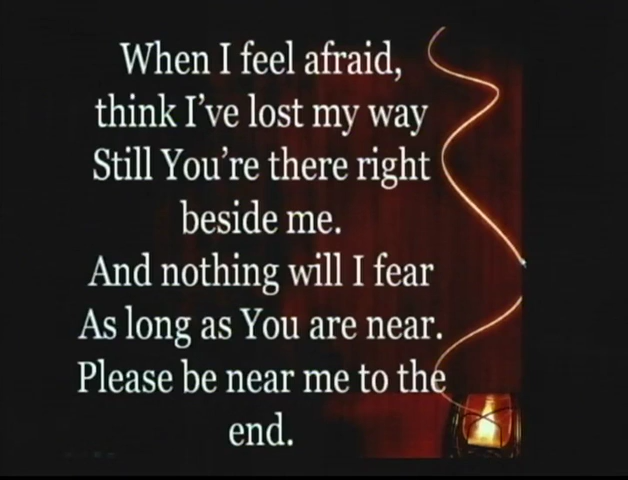 When I feel afraid,
think I've lost my way
Still You're there right
beside me.
And nothing will I fear
As long as You are near.
Please be near me to the
end.